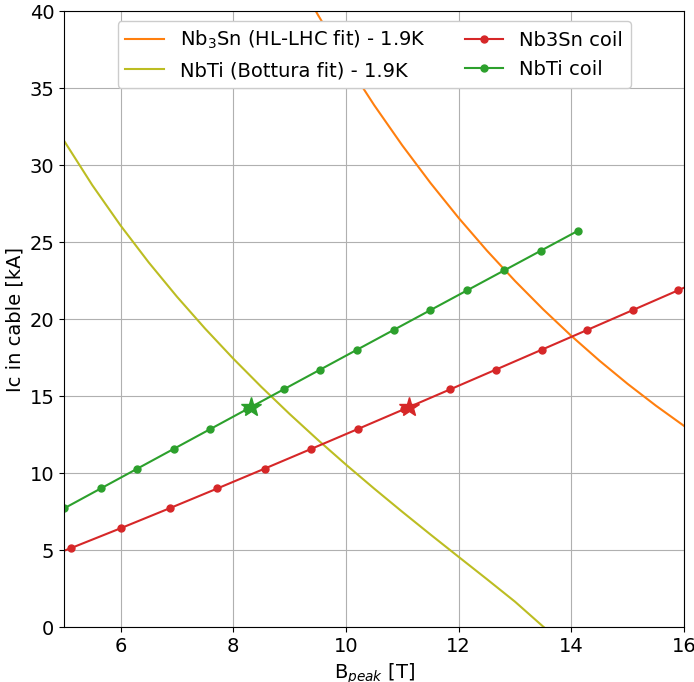 Nb₃Sn (HL-LHC fit) - 1.9K
NbTi (Bottura fit) - 1.9K
Nb3Sn coil
NbTi coil
Ic in cable [kA]
40
35
30
25
20
15
10
5
0
6 8 10 12 14 16
B_peak [T]